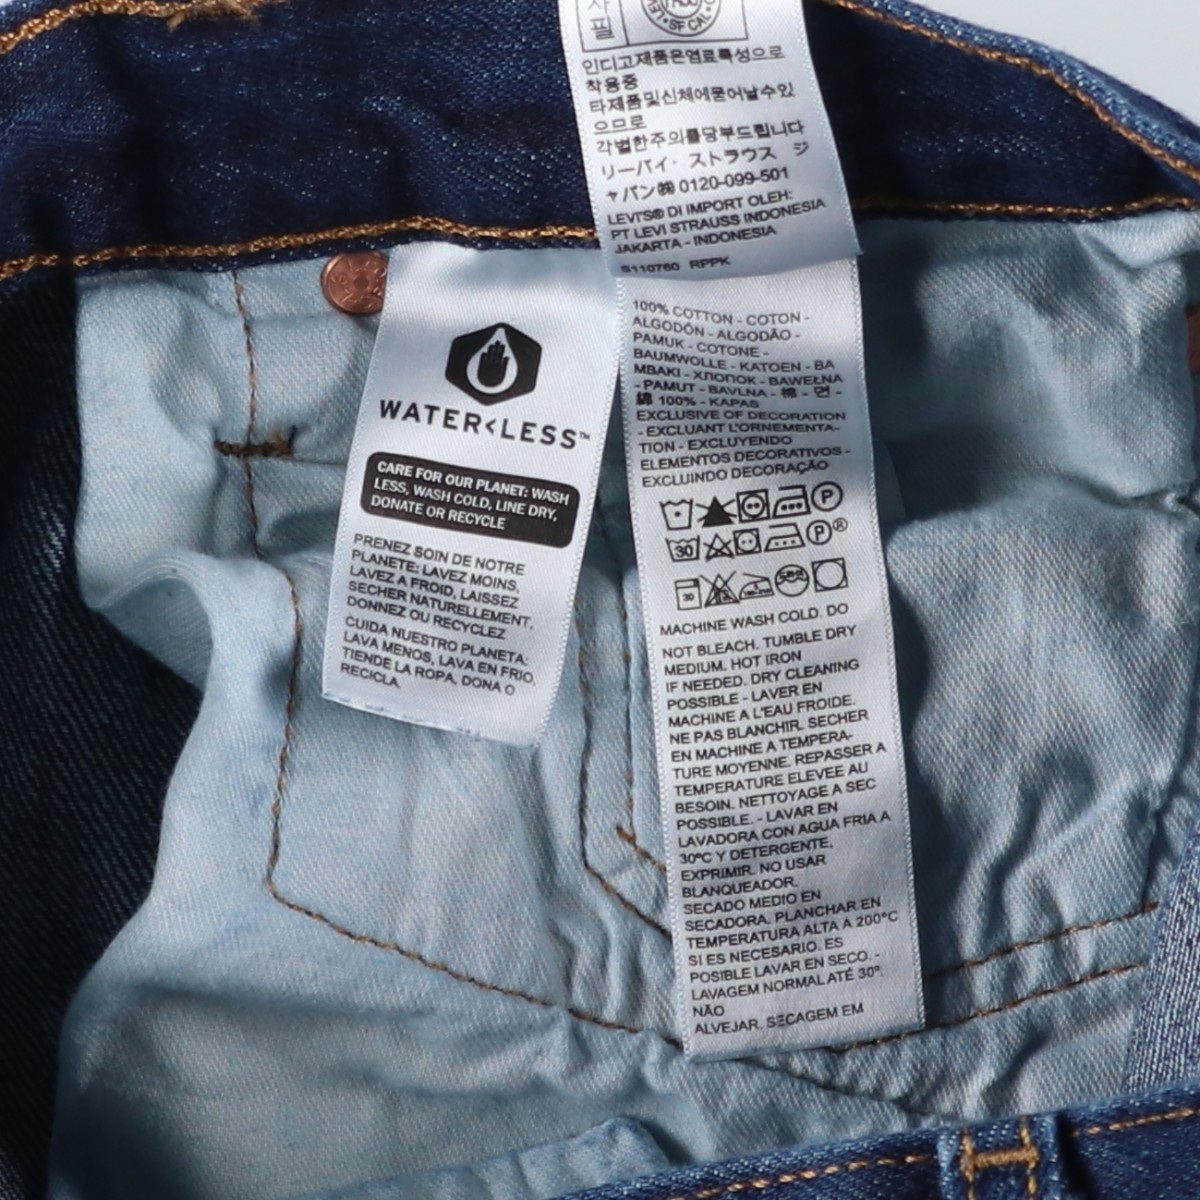 사
필
SF CAL
인디고제품은염료특성으로
착용중
타제품및신체에묻어날수있
으므로
각별한주의를당부드립니다
リーバイ・ストラウス ジ
ャパン㈱ 0120-099-501
LEVI'S® DI IMPORT OLEH:
PT LEVI STRAUSS INDONESIA
JAKARTA - INDONESIA
S110760 RPPK
WATER<LESS™
CARE FOR OUR PLANET: WASH
LESS, WASH COLD, LINE DRY,
DONATE OR RECYCLE
PRENEZ SOIN DE NOTRE
PLANETE: LAVEZ MOINS,
LAVEZ A FROID, LAISSEZ
SECHER NATURELLEMENT,
DONNEZ OU RECYCLEZ
CUIDA NUESTRO PLANETA:
LAVA MENOS, LAVA EN FRIO,
TIENDE LA ROPA, DONA O
RECICLA
100% COTTON - COTON -
ALGODÓN - ALGODÃO -
PAMUK - COTONE -
BAUMWOLLE - KATOEN - BA
MBAKI - ХЛОПОК - BAWEŁNA
- PAMUT - BAVLNA - 棉 - 면 -
綿 100% - KAPAS
EXCLUSIVE OF DECORATION
- EXCLUANT L'ORNEMENTA-
TION - EXCLUYENDO
ELEMENTOS DECORATIVOS -
EXCLUINDO DECORAÇÃO
P
30 P®
30
MACHINE WASH COLD. DO
NOT BLEACH. TUMBLE DRY
MEDIUM. HOT IRON
IF NEEDED. DRY CLEANING
POSSIBLE - LAVER EN
MACHINE A L'EAU FROIDE.
NE PAS BLANCHIR. SECHER
EN MACHINE A TEMPERA-
TURE MOYENNE. REPASSER A
TEMPERATURE ELEVEE AU
BESOIN. NETTOYAGE A SEC
POSSIBLE. - LAVAR EN
LAVADORA CON AGUA FRIA A
30°C Y DETERGENTE,
EXPRIMIR. NO USAR
BLANQUEADOR.
SECADO MEDIO EN
SECADORA. PLANCHAR EN
TEMPERATURA ALTA A 200°C
SI ES NECESARIO. ES
POSIBLE LAVAR EN SECO. -
LAVAGEM NORMAL ATÉ 30°.
NÃO
ALVEJAR. SECAGEM EM